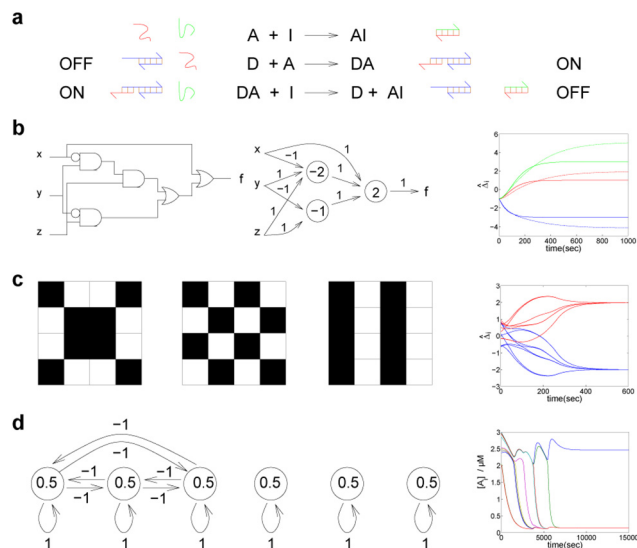 a
A + I AI
OFF D + A DA ON
ON DA + I D + AI OFF
b
x
y
z
f
x
y
z
1
−1
1
−1
1
1
−2
−1
1
1
2
1
f
Δ̂i
6
4
2
0
−2
−4
0 200 400 600 800 1000
time(sec)
c
Δ̂i
3
2
1
0
−1
−2
−3
0 200 400 600
time(sec)
d
−1
−1
−1 −1
−1 −1
0.5 0.5 0.5 0.5 0.5 0.5
1 1 1 1 1 1
[Ai] / μM
3
2.5
2
1.5
1
0.5
0
0 5000 10000 15000
time(sec)